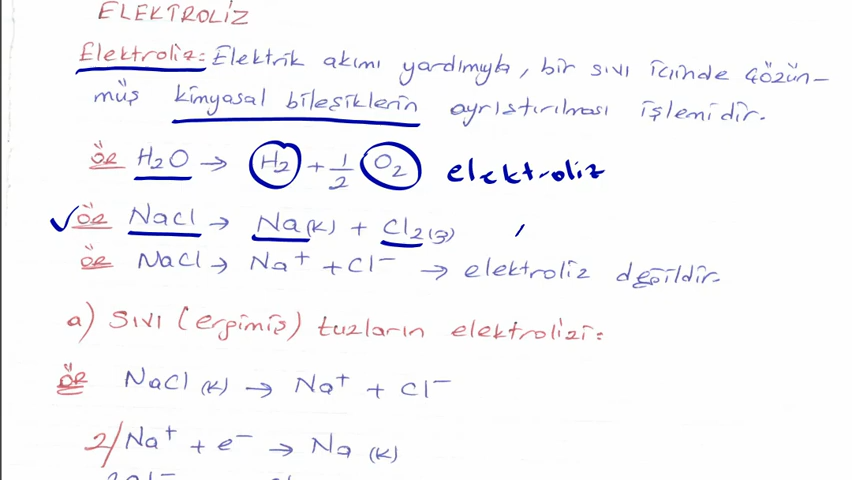 ELEKTROLİZ
Elektroliz: Elektrik akımı yardımıyla, bir sıvı içinde çözün-
müş kimyasal bileşiklerin ayrıştırılması işlemidir.
ÖR H₂O → H₂ + 1/2 O₂ elektroliz
✓ ÖR NaCl → Na(k) + Cl₂(g)
ÖR NaCl → Na⁺ + Cl⁻ → elektroliz değildir.
a) SIVI (ergimiş) tuzların elektrolizi:
ÖR NaCl (k) → Na⁺ + Cl⁻
2/ Na⁺ + e⁻ → Na (k)